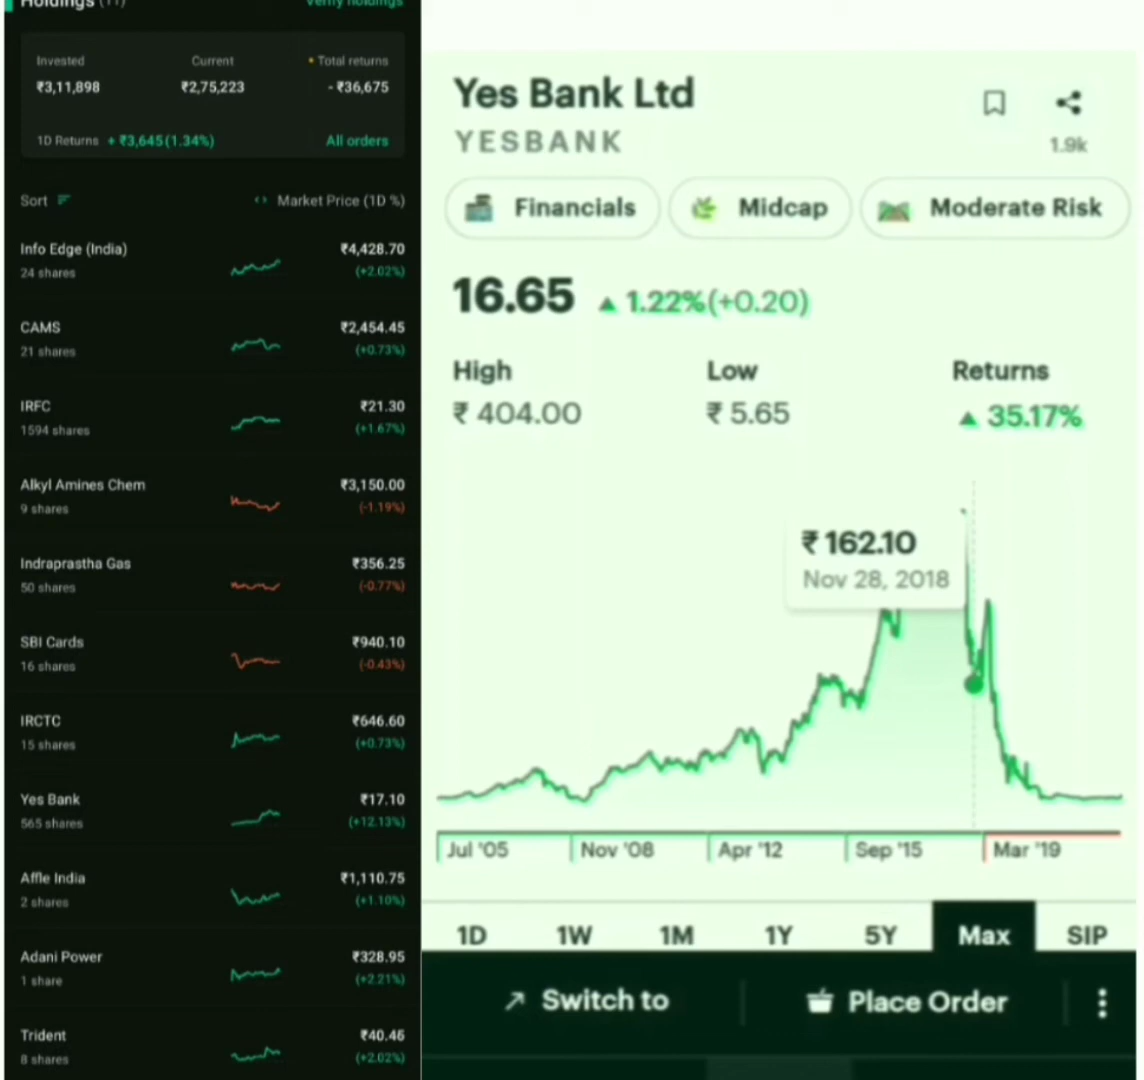 Holdings (11) Verify holdings
Invested Current Total returns
₹3,11,898 ₹2,75,223 - ₹36,675
1D Returns + ₹3,645 (1.34%) All orders
Sort Market Price (1D %)
Info Edge (India) ₹4,428.70
24 shares (+2.02%)
CAMS ₹2,454.45
21 shares (+0.73%)
IRFC ₹21.30
1594 shares (+1.67%)
Alkyl Amines Chem ₹3,150.00
9 shares (-1.19%)
Indraprastha Gas ₹356.25
50 shares (-0.77%)
SBI Cards ₹940.10
16 shares (-0.43%)
IRCTC ₹646.60
15 shares (+0.73%)
Yes Bank ₹17.10
565 shares (+12.13%)
Affle India ₹1,110.75
2 shares (+1.10%)
Adani Power ₹328.95
1 share (+2.21%)
Trident ₹40.46
8 shares (+2.02%)
Yes Bank Ltd
YESBANK
1.9k
Financials Midcap Moderate Risk
16.65 ▲ 1.22%(+0.20)
High Low Returns
₹ 404.00 ₹ 5.65 ▲ 35.17%
₹ 162.10
Nov 28, 2018
Jul '05 Nov '08 Apr '12 Sep '15 Mar '19
1D 1W 1M 1Y 5Y Max SIP
Switch to Place Order